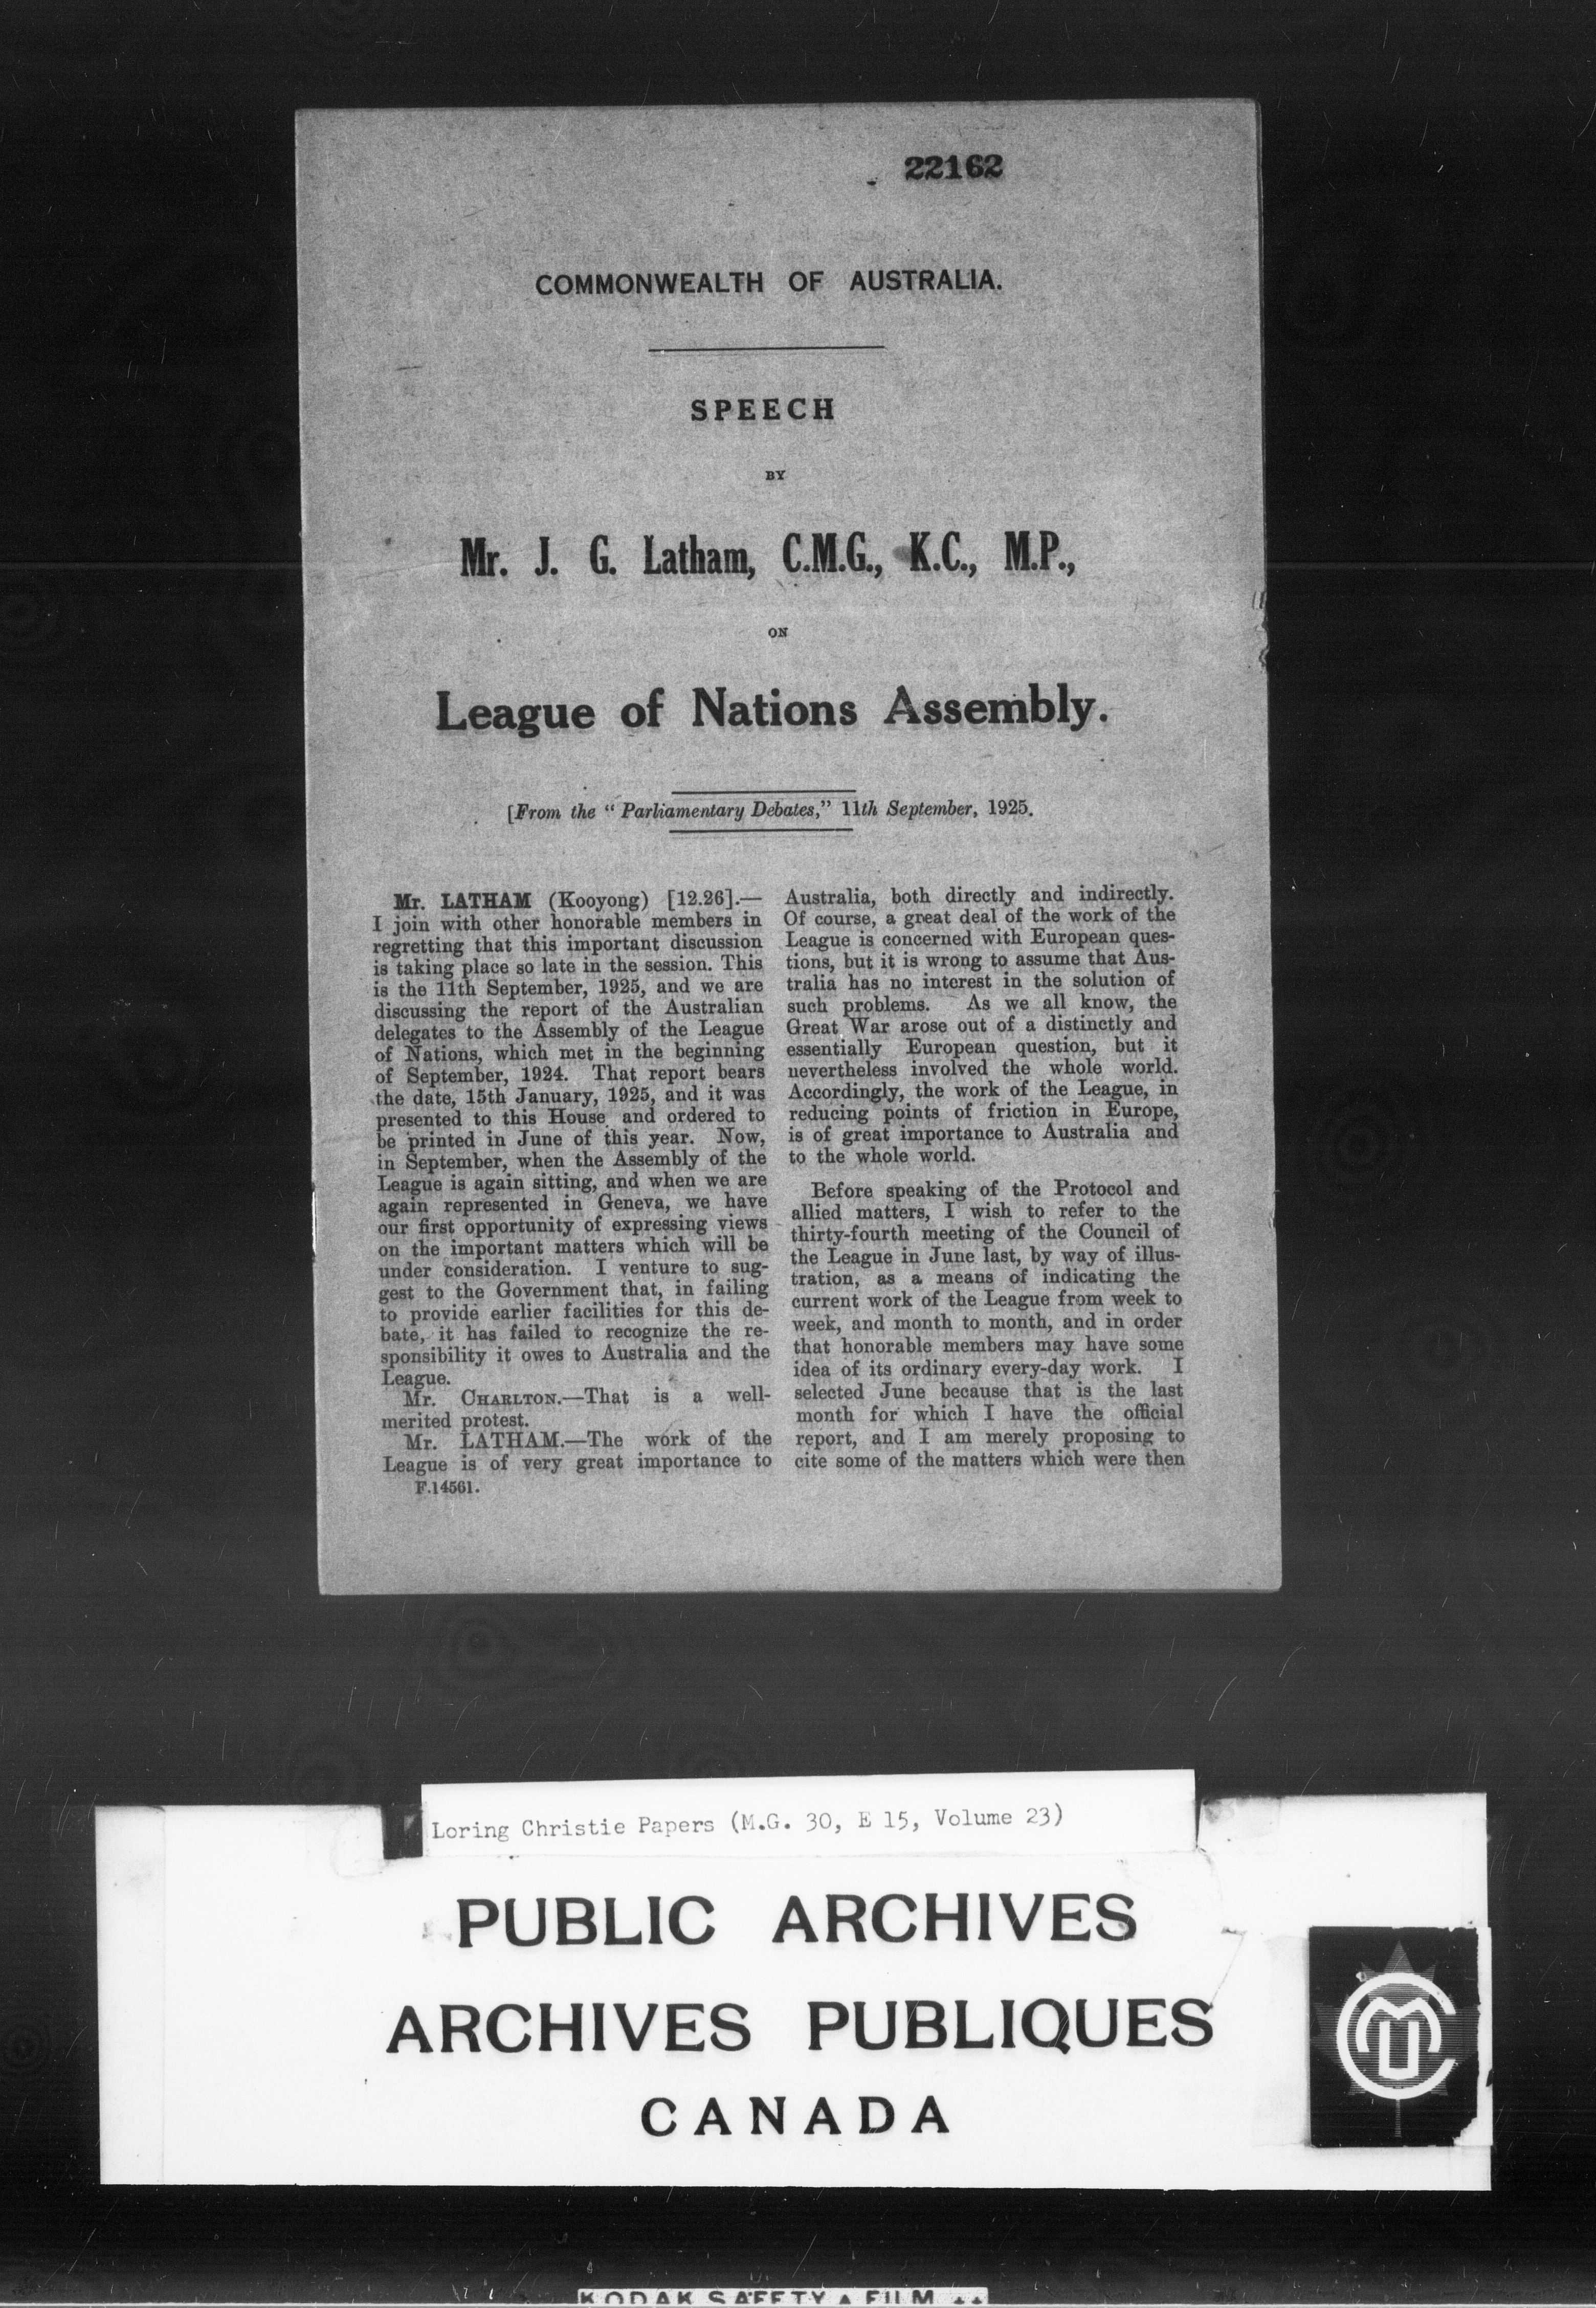 22162
COMMONWEALTH OF AUSTRALIA.
SPEECH
BY
Mr. J. G. Latham, C.M.G., K.C., M.P.,
ON
League of Nations Assembly.
[From the "Parliamentary Debates," 11th September, 1925.
Mr. LATHAM (Kooyong) [12.26].—
I join with other honorable members in
regretting that this important discussion
is taking place so late in the session. This
is the 11th September, 1925, and we are
discussing the report of the Australian
delegates to the Assembly of the League
of Nations, which met in the beginning
of September, 1924. That report bears
the date, 15th January, 1925, and it was
presented to this House and ordered to
be printed in June of this year. Now,
in September, when the Assembly of the
League is again sitting, and when we are
again represented in Geneva, we have
our first opportunity of expressing views
on the important matters which will be
under consideration. I venture to sug-
gest to the Government that, in failing
to provide earlier facilities for this de-
bate, it has failed to recognize the re-
sponsibility it owes to Australia and the
League.
Mr. CHARLTON.—That is a well-
merited protest.
Mr. LATHAM.—The work of the
League is of very great importance to
F.14561.
Australia, both directly and indirectly.
Of course, a great deal of the work of the
League is concerned with European ques-
tions, but it is wrong to assume that Aus-
tralia has no interest in the solution of
such problems. As we all know, the
Great War arose out of a distinctly and
essentially European question, but it
nevertheless involved the whole world.
Accordingly, the work of the League, in
reducing points of friction in Europe,
is of great importance to Australia and
to the whole world.
Before speaking of the Protocol and
allied matters, I wish to refer to the
thirty-fourth meeting of the Council of
the League in June last, by way of illus-
tration, as a means of indicating the
current work of the League from week to
week, and month to month, and in order
that honorable members may have some
idea of its ordinary every-day work. I
selected June because that is the last
month for which I have the official
report, and I am merely proposing to
cite some of the matters which were then
Loring Christie Papers (M.G. 30, E 15, Volume 23)
PUBLIC ARCHIVES
ARCHIVES PUBLIQUES
CANADA
KODAK SAFETY FILM